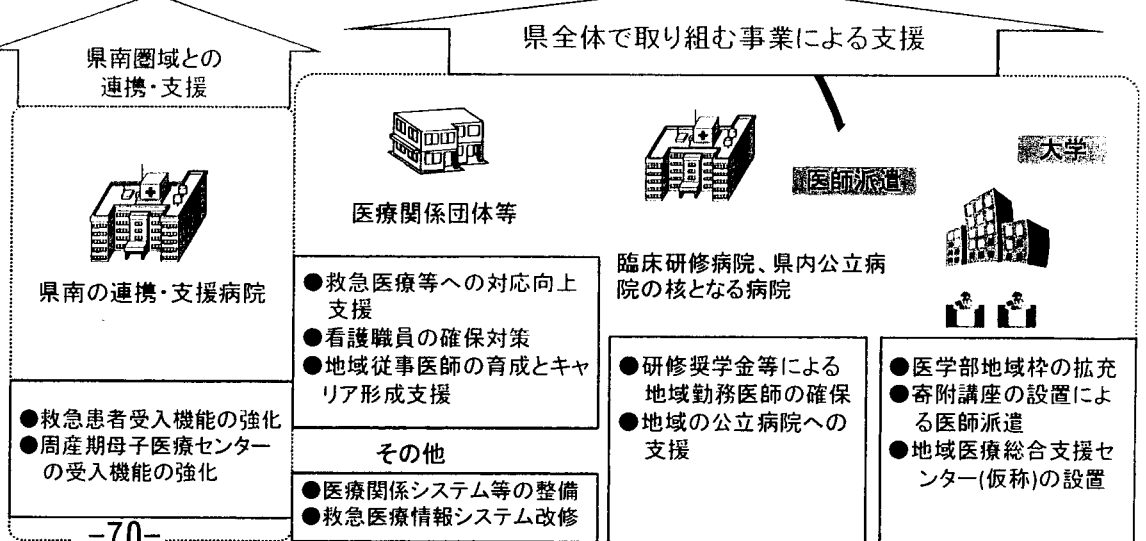 県南圏域との
連携・支援
県全体で取り組む事業による支援
県南の連携・支援病院
●救急患者受入機能の強化
●周産期母子医療センター
の受入機能の強化
医療関係団体等
●救急医療等への対応向上
支援
●看護職員の確保対策
●地域従事医師の育成とキャ
リア形成支援
その他
●医療関係システム等の整備
●救急医療情報システム改修
医師派遣
臨床研修病院、県内公立病
院の核となる病院
●研修奨学金等による
地域勤務医師の確保
●地域の公立病院への
支援
大学
●医学部地域枠の拡充
●寄附講座の設置によ
る医師派遣
●地域医療総合支援セ
ンター(仮称)の設置
-70-